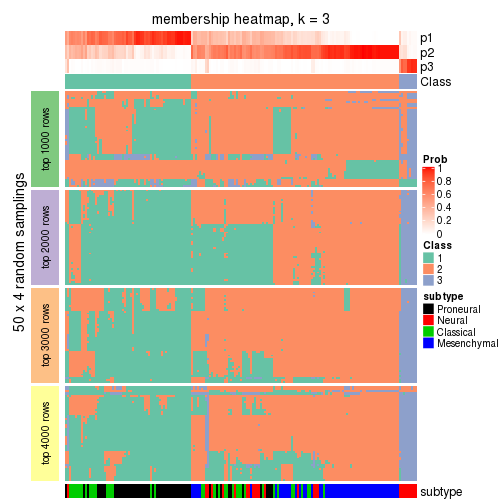 membership heatmap, k = 3
p1
p2
p3
Class
50 x 4 random samplings
top 1000 rows
top 2000 rows
top 3000 rows
top 4000 rows
Prob
1
0.8
0.6
0.4
0.2
0
Class
1
2
3
subtype
Proneural
Neural
Classical
Mesenchymal
subtype